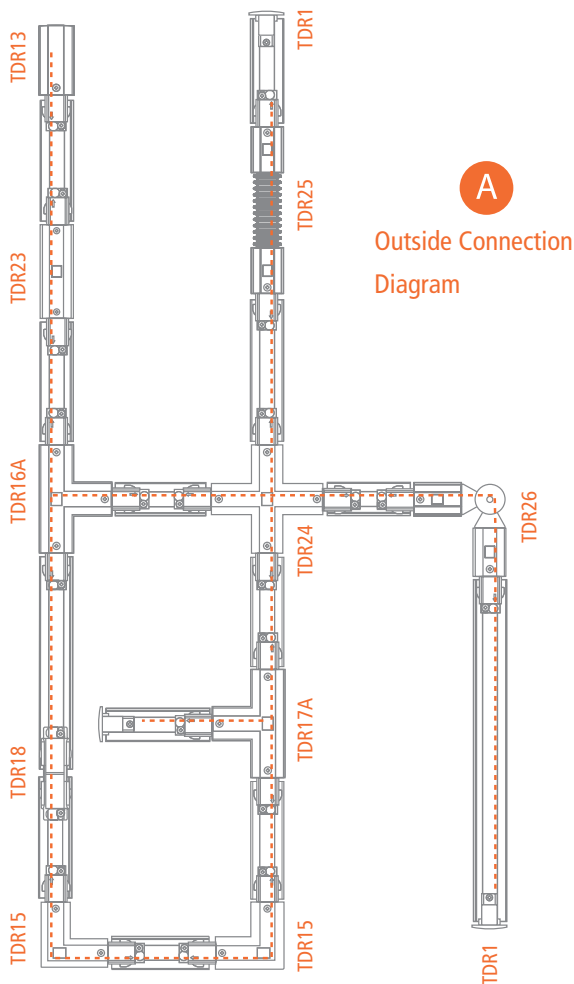 TDR13
TDR1
A
TDR25
Outside Connection
Diagram
TDR23
TDR16A
TDR26
TDR24
TDR17A
TDR18
TDR15
TDR15
TDR1